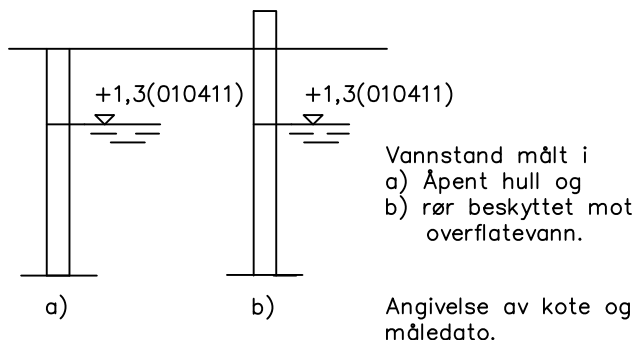 +1,3(010411) +1,3(010411)
Vannstand målt i
a) Åpent hull og
b) rør beskyttet mot
overflatevann.
a) b)
Angivelse av kote og
måledato.